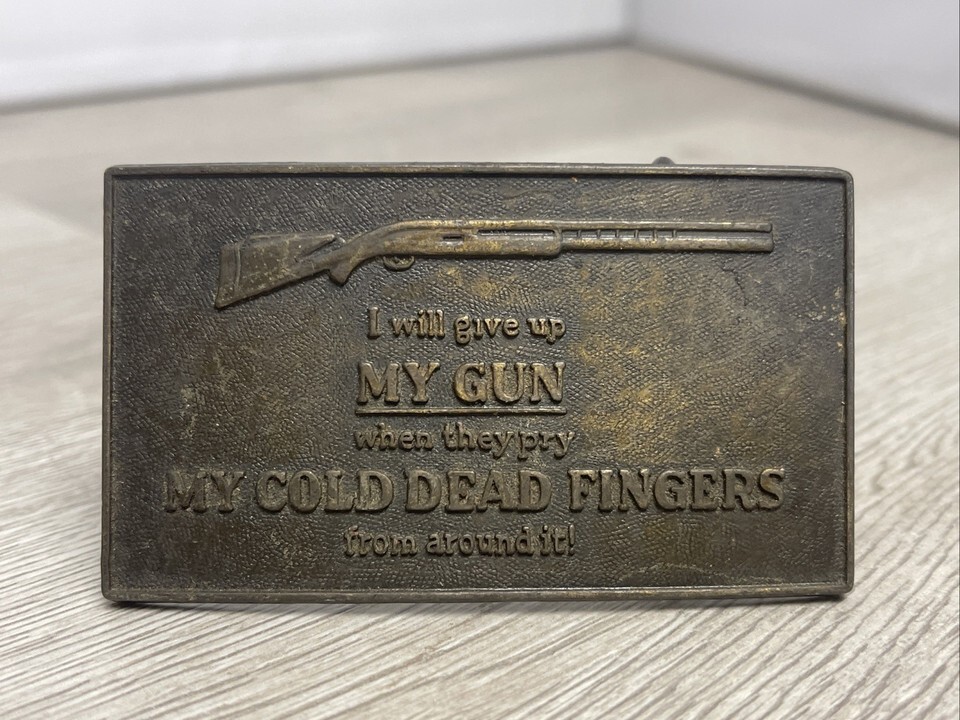 I will give up
MY GUN
when they pry
MY COLD DEAD FINGERS
from around it!